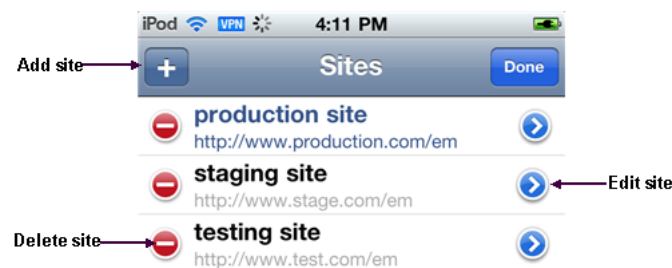 iPod VPN 4:11 PM
Add site + Sites Done
production site
http://www.production.com/em
staging site
http://www.stage.com/em
Edit site
Delete site
testing site
http://www.test.com/em